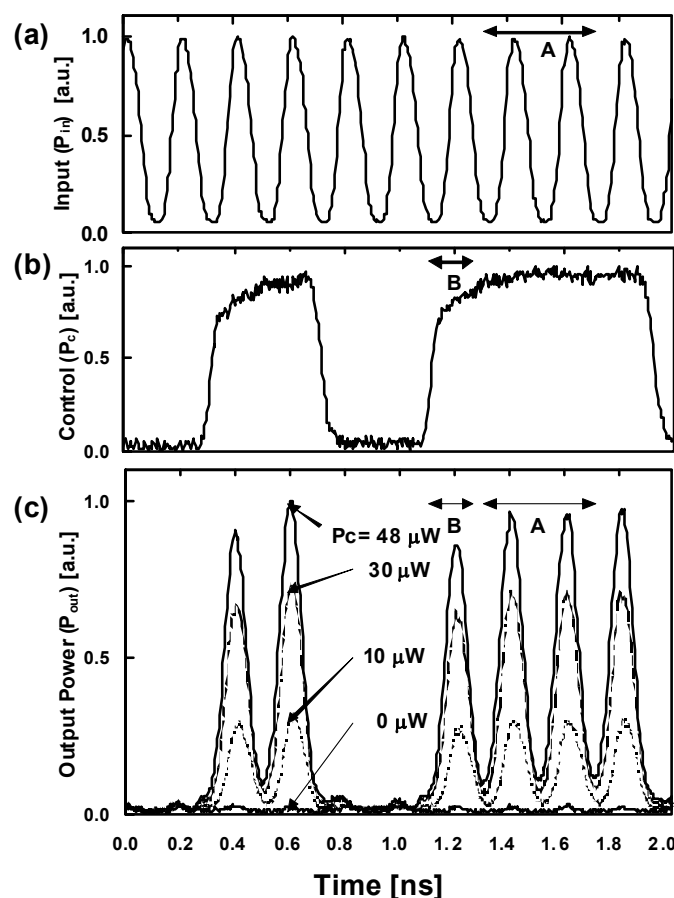 (a)
Input (Pin) [a.u.]
1.0
0.5
0.0
A
(b)
Control (Pc) [a.u.]
1.0
0.5
0.0
B
(c)
Output Power (Pout) [a.u.]
1.0
0.5
0.0
Pc= 48 μW
30 μW
10 μW
0 μW
B
A
0.0 0.2 0.4 0.6 0.8 1.0 1.2 1.4 1.6 1.8 2.0
Time [ns]